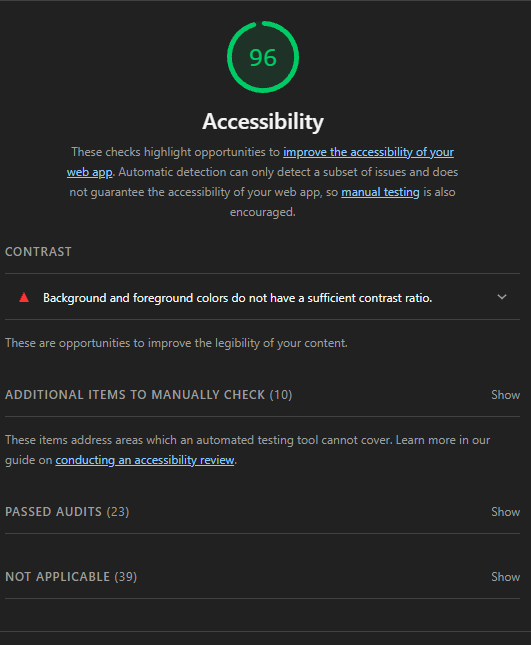 96
Accessibility
These checks highlight opportunities to improve the accessibility of your
web app. Automatic detection can only detect a subset of issues and does
not guarantee the accessibility of your web app, so manual testing is also
encouraged.
CONTRAST
Background and foreground colors do not have a sufficient contrast ratio.
These are opportunities to improve the legibility of your content.
ADDITIONAL ITEMS TO MANUALLY CHECK (10) Show
These items address areas which an automated testing tool cannot cover. Learn more in our
guide on conducting an accessibility review.
PASSED AUDITS (23) Show
NOT APPLICABLE (39) Show